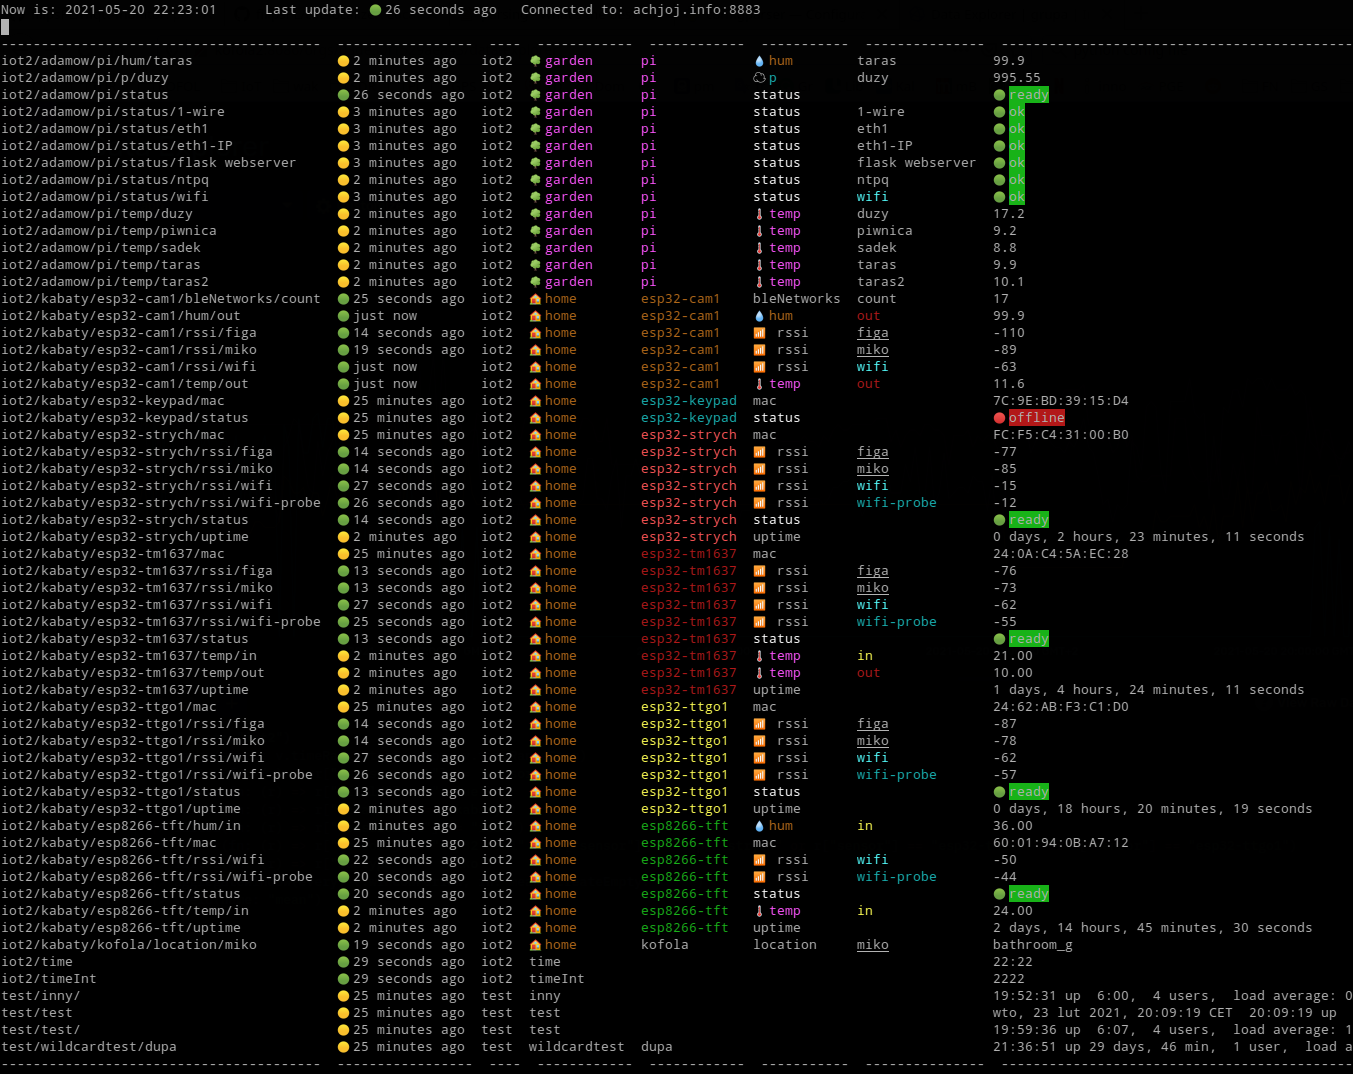 Now is: 2021-05-20 22:23:01 Last update: 26 seconds ago Connected to: achjoj.info:8883
iot2/adamow/pi/hum/taras 2 minutes ago iot2 garden pi hum taras 99.9
iot2/adamow/pi/p/duzy 2 minutes ago iot2 garden pi p duzy 995.55
iot2/adamow/pi/status 26 seconds ago iot2 garden pi status ready
iot2/adamow/pi/status/1-wire 3 minutes ago iot2 garden pi status 1-wire ok
iot2/adamow/pi/status/eth1 3 minutes ago iot2 garden pi status eth1 ok
iot2/adamow/pi/status/eth1-IP 3 minutes ago iot2 garden pi status eth1-IP ok
iot2/adamow/pi/status/flask webserver 3 minutes ago iot2 garden pi status flask webserver ok
iot2/adamow/pi/status/ntpq 2 minutes ago iot2 garden pi status ntpq ok
iot2/adamow/pi/status/wifi 3 minutes ago iot2 garden pi status wifi ok
iot2/adamow/pi/temp/duzy 2 minutes ago iot2 garden pi temp duzy 17.2
iot2/adamow/pi/temp/piwnica 2 minutes ago iot2 garden pi temp piwnica 9.2
iot2/adamow/pi/temp/sadek 2 minutes ago iot2 garden pi temp sadek 8.8
iot2/adamow/pi/temp/taras 2 minutes ago iot2 garden pi temp taras 9.9
iot2/adamow/pi/temp/taras2 2 minutes ago iot2 garden pi temp taras2 10.1
iot2/kabaty/esp32-cam1/bleNetworks/count 25 seconds ago iot2 home esp32-cam1 bleNetworks count 17
iot2/kabaty/esp32-cam1/hum/out just now iot2 home esp32-cam1 hum out 99.9
iot2/kabaty/esp32-cam1/rssi/figa 14 seconds ago iot2 home esp32-cam1 rssi figa -110
iot2/kabaty/esp32-cam1/rssi/miko 19 seconds ago iot2 home esp32-cam1 rssi miko -89
iot2/kabaty/esp32-cam1/rssi/wifi just now iot2 home esp32-cam1 rssi wifi -63
iot2/kabaty/esp32-cam1/temp/out just now iot2 home esp32-cam1 temp out 11.6
iot2/kabaty/esp32-keypad/mac 25 minutes ago iot2 home esp32-keypad mac 7C:9E:BD:39:15:D4
iot2/kabaty/esp32-keypad/status 25 minutes ago iot2 home esp32-keypad status offline
iot2/kabaty/esp32-strych/mac 25 minutes ago iot2 home esp32-strych mac FC:F5:C4:31:00:B0
iot2/kabaty/esp32-strych/rssi/figa 14 seconds ago iot2 home esp32-strych rssi figa -77
iot2/kabaty/esp32-strych/rssi/miko 14 seconds ago iot2 home esp32-strych rssi miko -85
iot2/kabaty/esp32-strych/rssi/wifi 27 seconds ago iot2 home esp32-strych rssi wifi -15
iot2/kabaty/esp32-strych/rssi/wifi-probe 26 seconds ago iot2 home esp32-strych rssi wifi-probe -12
iot2/kabaty/esp32-strych/status 14 seconds ago iot2 home esp32-strych status ready
iot2/kabaty/esp32-strych/uptime 2 minutes ago iot2 home esp32-strych uptime 0 days, 2 hours, 23 minutes, 11 seconds
iot2/kabaty/esp32-tm1637/mac 25 minutes ago iot2 home esp32-tm1637 mac 24:0A:C4:5A:EC:28
iot2/kabaty/esp32-tm1637/rssi/figa 13 seconds ago iot2 home esp32-tm1637 rssi figa -76
iot2/kabaty/esp32-tm1637/rssi/miko 13 seconds ago iot2 home esp32-tm1637 rssi miko -73
iot2/kabaty/esp32-tm1637/rssi/wifi 27 seconds ago iot2 home esp32-tm1637 rssi wifi -62
iot2/kabaty/esp32-tm1637/rssi/wifi-probe 25 seconds ago iot2 home esp32-tm1637 rssi wifi-probe -55
iot2/kabaty/esp32-tm1637/status 13 seconds ago iot2 home esp32-tm1637 status ready
iot2/kabaty/esp32-tm1637/temp/in 2 minutes ago iot2 home esp32-tm1637 temp in 21.00
iot2/kabaty/esp32-tm1637/temp/out 2 minutes ago iot2 home esp32-tm1637 temp out 10.00
iot2/kabaty/esp32-tm1637/uptime 2 minutes ago iot2 home esp32-tm1637 uptime 1 days, 4 hours, 24 minutes, 11 seconds
iot2/kabaty/esp32-ttgo1/mac 25 minutes ago iot2 home esp32-ttgo1 mac 24:62:AB:F3:C1:D0
iot2/kabaty/esp32-ttgo1/rssi/figa 14 seconds ago iot2 home esp32-ttgo1 rssi figa -87
iot2/kabaty/esp32-ttgo1/rssi/miko 14 seconds ago iot2 home esp32-ttgo1 rssi miko -78
iot2/kabaty/esp32-ttgo1/rssi/wifi 27 seconds ago iot2 home esp32-ttgo1 rssi wifi -62
iot2/kabaty/esp32-ttgo1/rssi/wifi-probe 26 seconds ago iot2 home esp32-ttgo1 rssi wifi-probe -57
iot2/kabaty/esp32-ttgo1/status 13 seconds ago iot2 home esp32-ttgo1 status ready
iot2/kabaty/esp32-ttgo1/uptime 2 minutes ago iot2 home esp32-ttgo1 uptime 0 days, 18 hours, 20 minutes, 19 seconds
iot2/kabaty/esp8266-tft/hum/in 2 minutes ago iot2 home esp8266-tft hum in 36.00
iot2/kabaty/esp8266-tft/mac 25 minutes ago iot2 home esp8266-tft mac 60:01:94:0B:A7:12
iot2/kabaty/esp8266-tft/rssi/wifi 22 seconds ago iot2 home esp8266-tft rssi wifi -50
iot2/kabaty/esp8266-tft/rssi/wifi-probe 20 seconds ago iot2 home esp8266-tft rssi wifi-probe -44
iot2/kabaty/esp8266-tft/status 20 seconds ago iot2 home esp8266-tft status ready
iot2/kabaty/esp8266-tft/temp/in 2 minutes ago iot2 home esp8266-tft temp in 24.00
iot2/kabaty/esp8266-tft/uptime 2 minutes ago iot2 home esp8266-tft uptime 2 days, 14 hours, 45 minutes, 30 seconds
iot2/kabaty/kofola/location/miko 19 seconds ago iot2 home kofola location miko bathroom_g
iot2/time 29 seconds ago iot2 time 22:22
iot2/timeInt 29 seconds ago iot2 timeInt 2222
test/inny/ 25 minutes ago test inny 19:52:31 up 6:00, 4 users, load average: 0
test/test 25 minutes ago test test wto, 23 lut 2021, 20:09:19 CET 20:09:19 up
test/test/ 25 minutes ago test test 19:59:36 up 6:07, 4 users, load average: 1
test/wildcardtest/dupa 25 minutes ago test wildcardtest dupa 21:36:51 up 29 days, 46 min, 1 user, load a